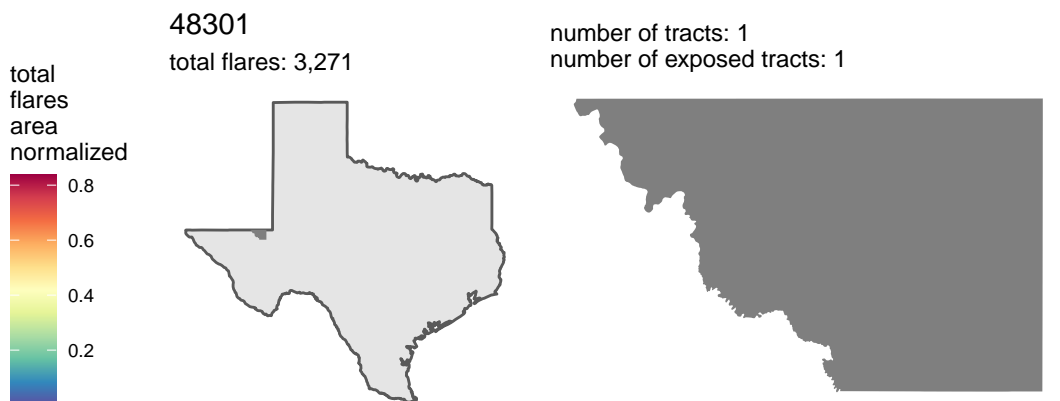 48301
total flares: 3,271
number of tracts: 1
number of exposed tracts: 1
total
flares
area
normalized
0.8
0.6
0.4
0.2